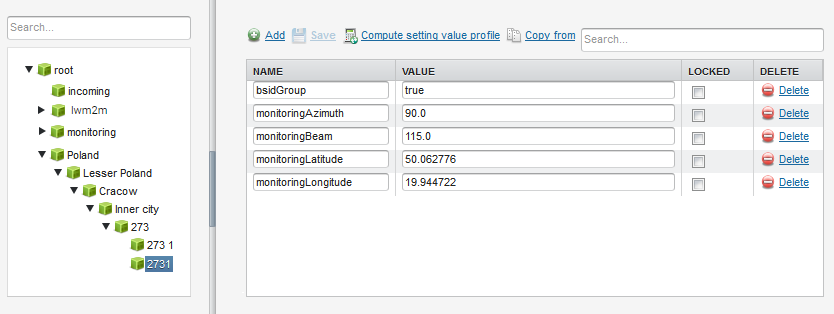 Search...
root
incoming
lwm2m
monitoring
Poland
Lesser Poland
Cracow
Inner city
273
273 1
2731
Add Save Compute setting value profile Copy from Search...
NAME VALUE LOCKED DELETE
bsidGroup true Delete
monitoringAzimuth 90.0 Delete
monitoringBeam 115.0 Delete
monitoringLatitude 50.062776 Delete
monitoringLongitude 19.944722 Delete